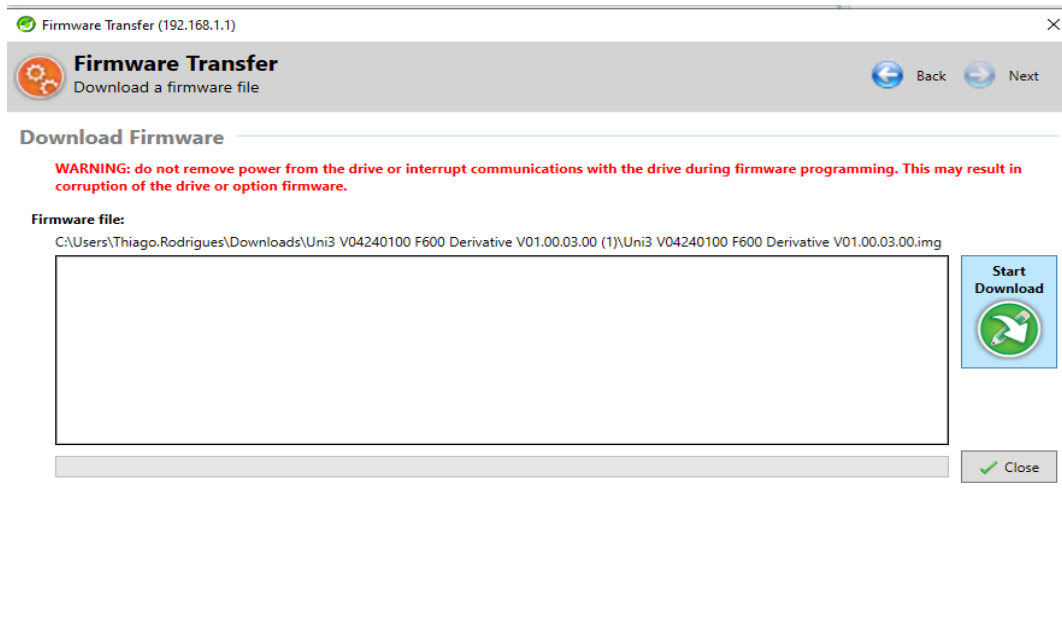 Firmware Transfer (192.168.1.1)
Firmware Transfer
Download a firmware file
Back
Next
Download Firmware
WARNING: do not remove power from the drive or interrupt communications with the drive during firmware programming. This may result in
corruption of the drive or option firmware.
Firmware file:
C:\Users\Thiago.Rodrigues\Downloads\Uni3 V04240100 F600 Derivative V01.00.03.00 (1)\Uni3 V04240100 F600 Derivative V01.00.03.00.img
Start
Download
Close